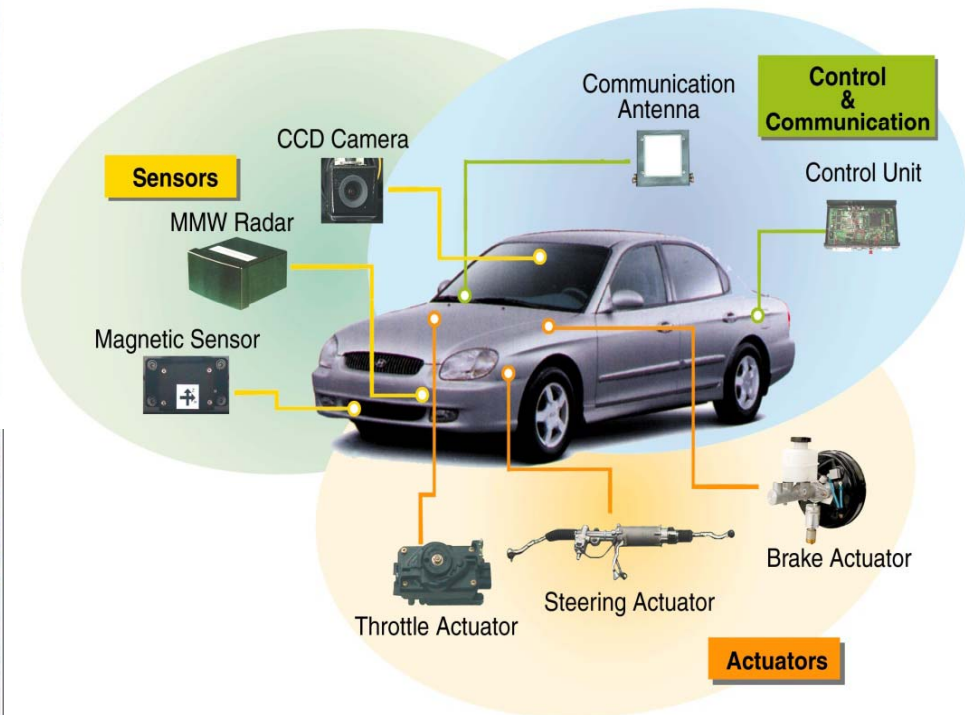 Communication
Antenna
Control
&
Communication
CCD Camera
Sensors
Control Unit
MMW Radar
Magnetic Sensor
Brake Actuator
Steering Actuator
Throttle Actuator
Actuators